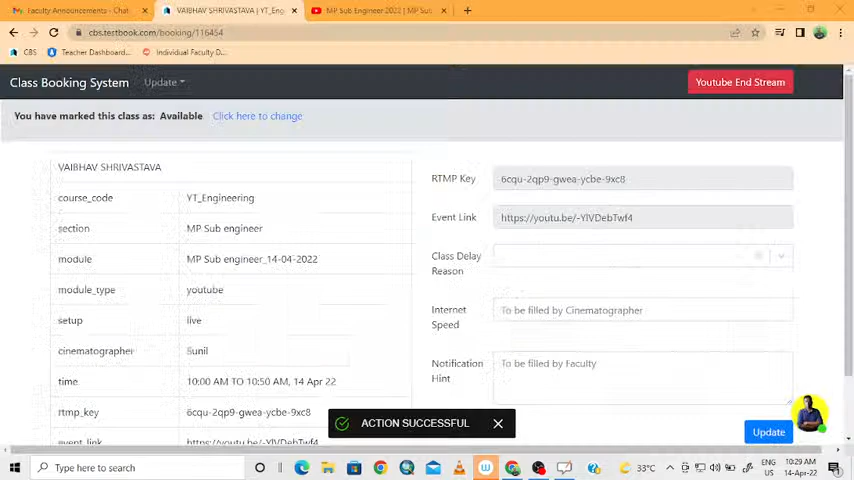 Faculty Announcements - Chat
VAIBHAV SHRIVASTAVA | YT_Eng
MP Sub Engineer 2022 | MP Su
cbs.testbook.com/booking/116454
CBS
Teacher Dashboard...
Individual Faculty D...
Class Booking System
Update
Youtube End Stream
You have marked this class as: Available Click here to change
VAIBHAV SHRIVASTAVA
course_code YT_Engineering
section MP Sub engineer
module MP Sub engineer_14-04-2022
module_type youtube
setup live
cinematographer Sunil
time 10:00 AM TO 10:50 AM, 14 Apr 22
rtmp_key 6cqu-2qp9-gwea-ycbe-9xc8
event_link https://youtu.be/-YlVDebTwf4
RTMP Key 6cqu-2qp9-gwea-ycbe-9xc8
Event Link https://youtu.be/-YlVDebTwf4
Class Delay
Reason
Internet
Speed
To be filled by Cinematographer
Notification
Hint
To be filled by Faculty
ACTION SUCCESSFUL
Update
Type here to search
33°C
ENG
US
10:29 AM
14-Apr-22